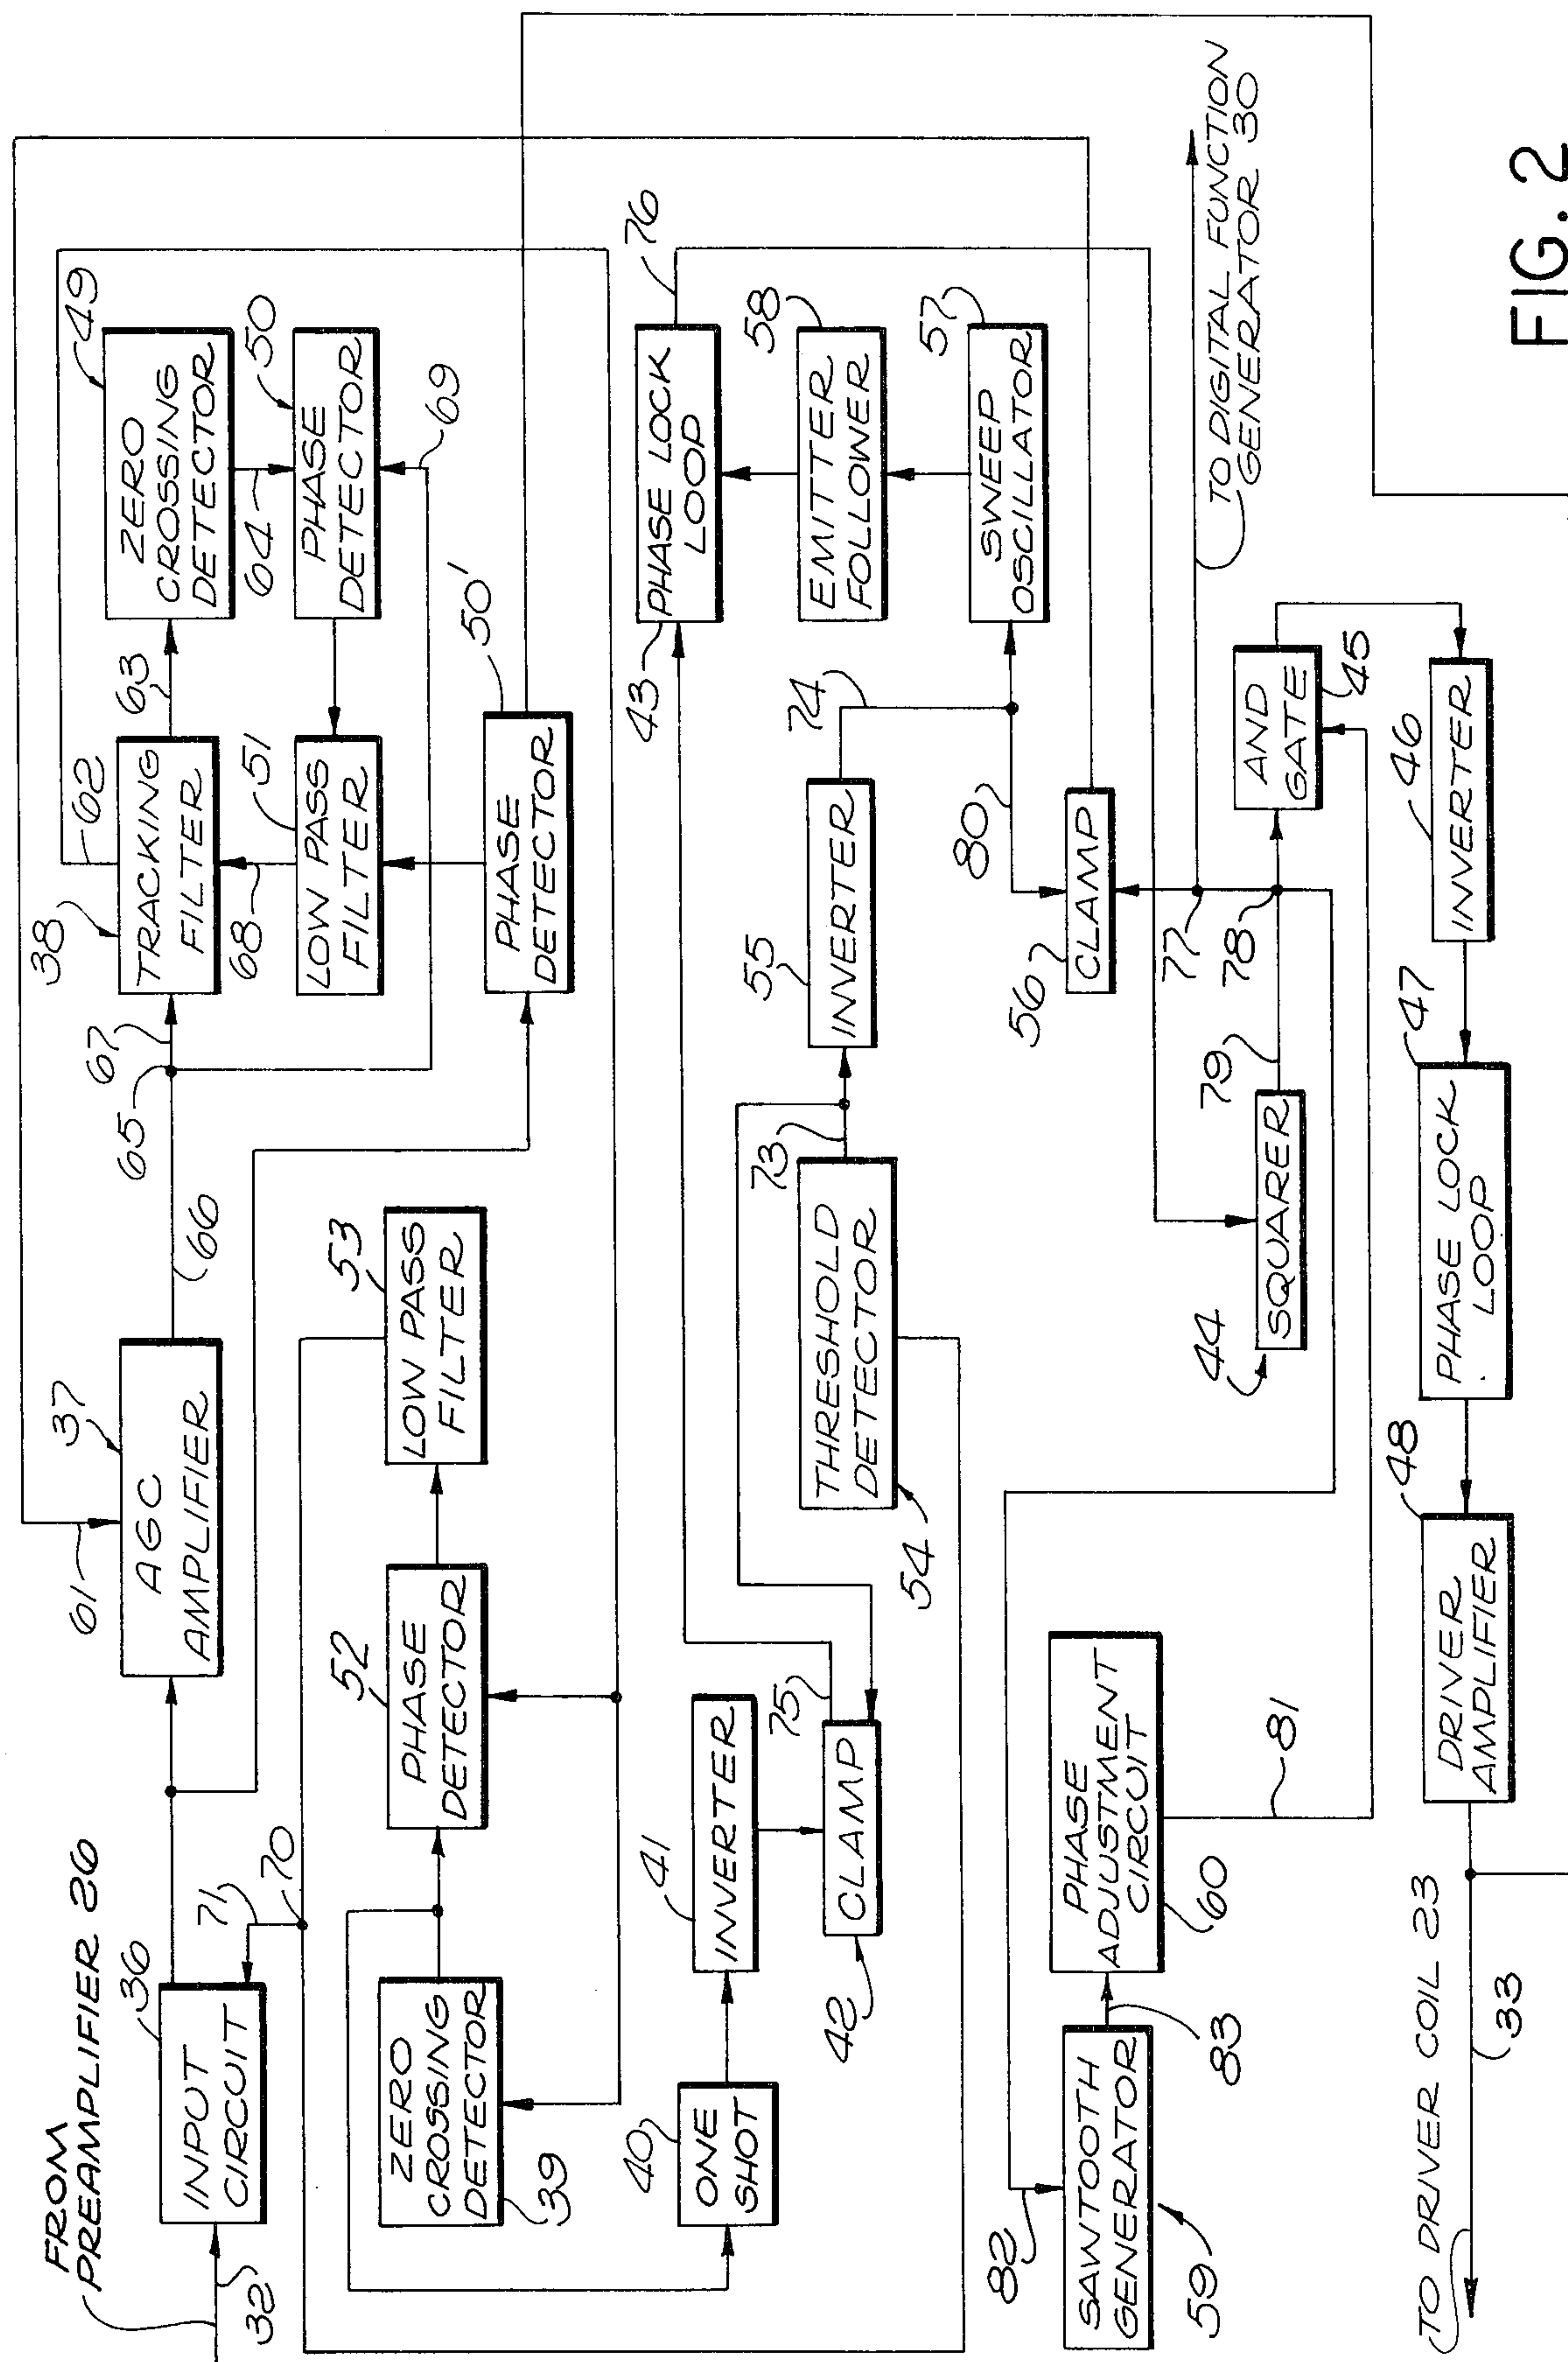 FROM
PREAMPLIFIER 26
32
INPUT
CIRCUIT
36
71
70
61
AGC
AMPLIFIER
37
66
65
67
38
TRACKING
FILTER
62
63
ZERO
CROSSING
DETECTOR
49
64
PHASE
DETECTOR
50
69
68
LOW PASS
FILTER
51
PHASE
DETECTOR
50'
ZERO
CROSSING
DETECTOR
39
PHASE
DETECTOR
52
LOW PASS
FILTER
53
40
ONE
SHOT
41
INVERTER
42
CLAMP
75
THRESHOLD
DETECTOR
54
73
55
INVERTER
74
80
43
PHASE LOCK
LOOP
76
EMITTER
FOLLOWER
58
SWEEP
OSCILLATOR
57
56
CLAMP
77
78
TO DIGITAL FUNCTION
GENERATOR 30
44
SQUARER
79
AND
GATE
45
82
SAWTOOTH
GENERATOR
59
83
PHASE
ADJUSTMENT
CIRCUIT
60
81
46
INVERTER
47
PHASE LOCK
LOOP
48
DRIVER
AMPLIFIER
TO DRIVER COIL 23
33
FIG. 2